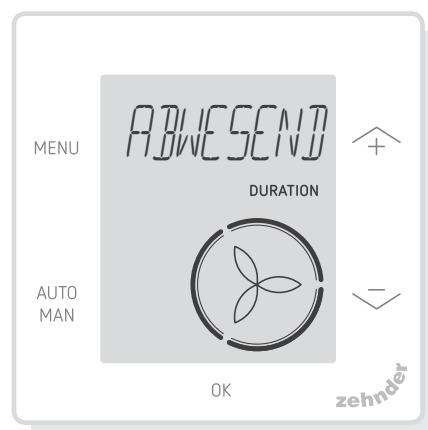 ABWESEND
MENU
DURATION
AUTO
MAN
OK
zehnder